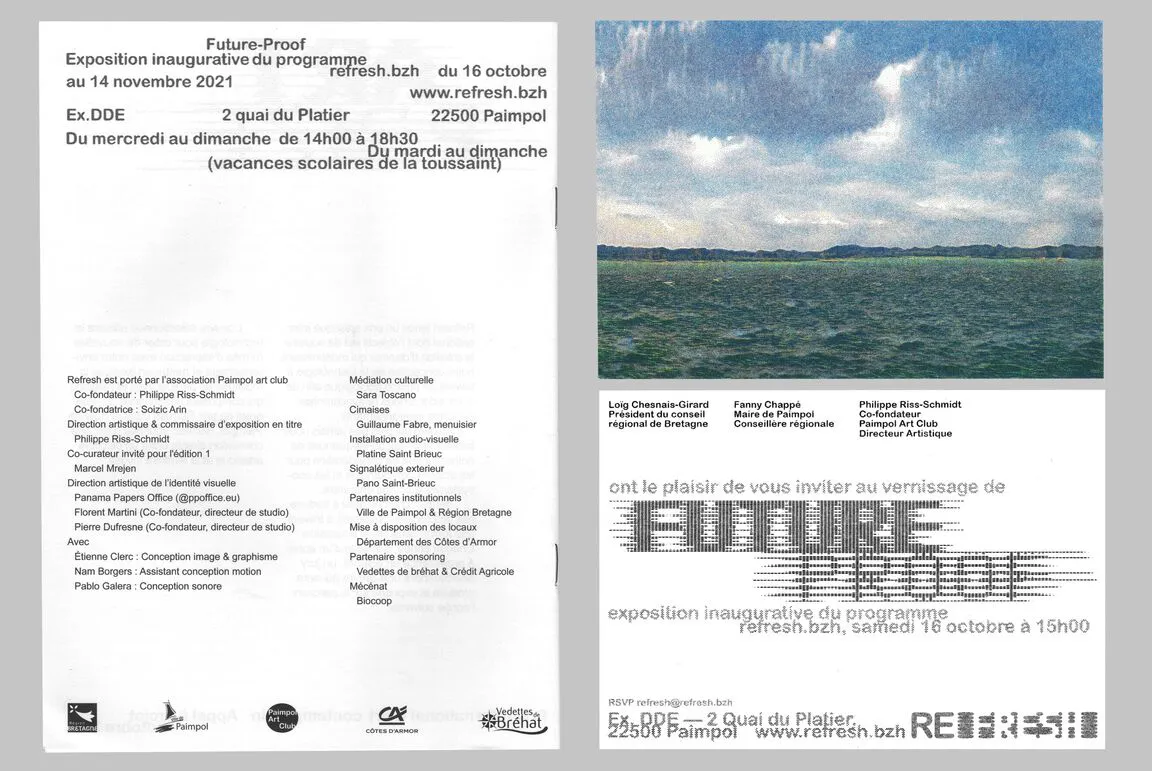 Future-Proof
Exposition inaugurative du programme
refresh.bzh du 16 octobre
au 14 novembre 2021
www.refresh.bzh
Ex.DDE 2 quai du Platier 22500 Paimpol
Du mercredi au dimanche de 14h00 à 18h30
Du mardi au dimanche
(vacances scolaires de la toussaint)
Refresh est porté par l'association Paimpol art club
Co-fondateur : Philippe Riss-Schmidt
Co-fondatrice : Soizic Arin
Direction artistique & commissaire d'exposition en titre
Philippe Riss-Schmidt
Co-curateur invité pour l'édition 1
Marcel Mrejen
Direction artistique de l'identité visuelle
Panama Papers Office (@ppoffice.eu)
Florent Martini (Co-fondateur, directeur de studio)
Pierre Dufresne (Co-fondateur, directeur de studio)
Avec
Étienne Clerc : Conception image & graphisme
Nam Borgers : Assistant conception motion
Pablo Galera : Conception sonore
Médiation culturelle
Sara Toscano
Cimaises
Guillaume Fabre, menuisier
Installation audio-visuelle
Platine Saint Brieuc
Signalétique exterieur
Pano Saint-Brieuc
Partenaires institutionnels
Ville de Paimpol & Région Bretagne
Mise à disposition des locaux
Département des Côtes d'Armor
Partenaire sponsoring
Vedettes de bréhat & Crédit Agricole
Mécénat
Biocoop
BRETAGNE
Paimpol
Paimpol
Art
Club
CA
CÔTES D'ARMOR
Vedettes
de Bréhat
Loïg Chesnais-Girard
Président du conseil
régional de Bretagne
Fanny Chappé
Maire de Paimpol
Conseillère régionale
Philippe Riss-Schmidt
Co-fondateur
Paimpol Art Club
Directeur Artistique
ont le plaisir de vous inviter au vernissage de
FUTURE
exposition inaugurative du programme
refresh.bzh, samedi 16 octobre à 15h00
RSVP refresh@refresh.bzh
Ex. DDE — 2 Quai du Platier,
22500 Paimpol www.refresh.bzh
RE